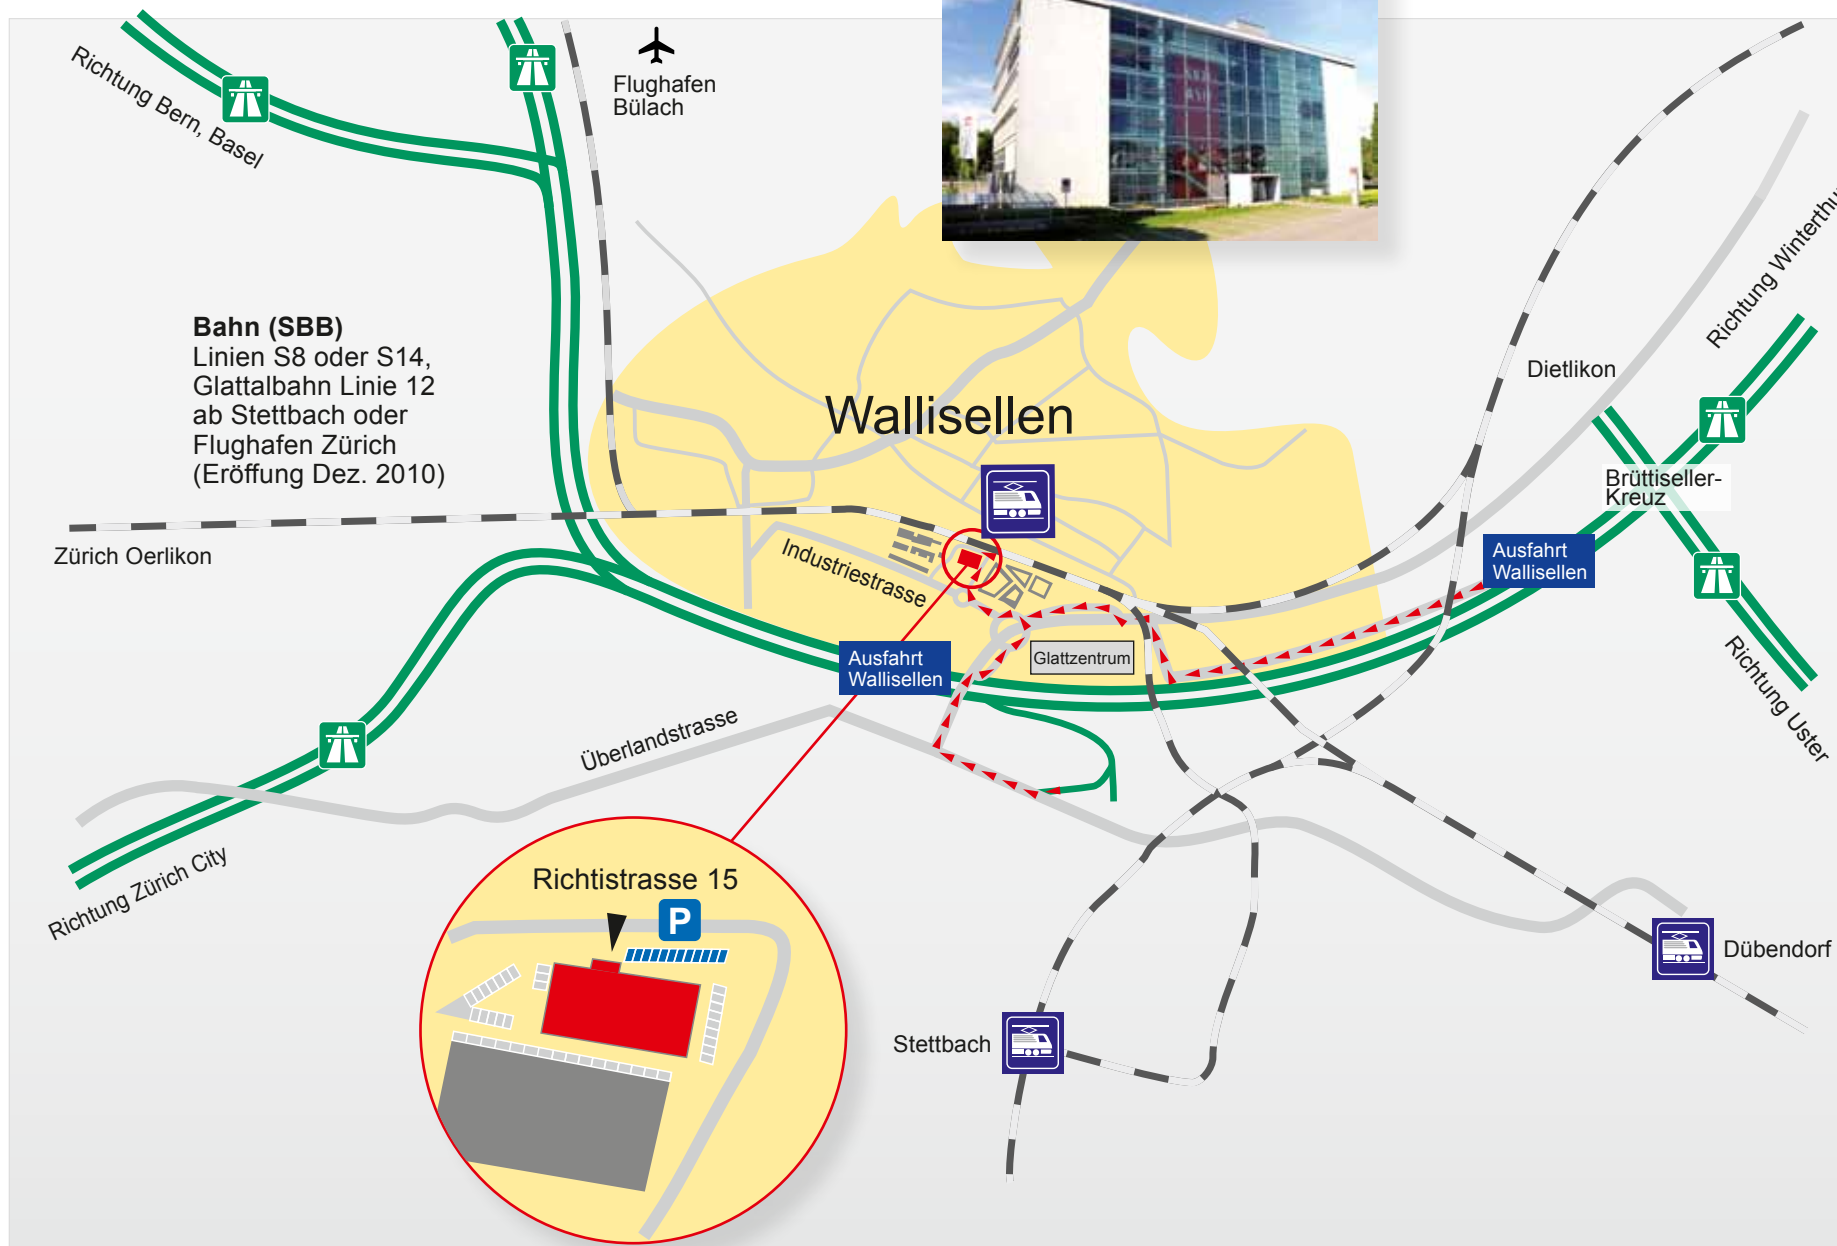 Richtung Bern, Basel
Flughafen
Bülach
Bahn (SBB)
Linien S8 oder S14,
Glattalbahn Linie 12
ab Stettbach oder
Flughafen Zürich
(Eröffung Dez. 2010)
Wallisellen
Dietlikon
Richtung
Brüttiseller-
Kreuz
Zürich Oerlikon
Industriestrasse
Ausfahrt
Wallisellen
Ausfahrt
Wallisellen
Glattzentrum
Richtung Uster
Überlandstrasse
Richtung Zürich City
Richtistrasse 15
P
Dübendorf
Stettbach